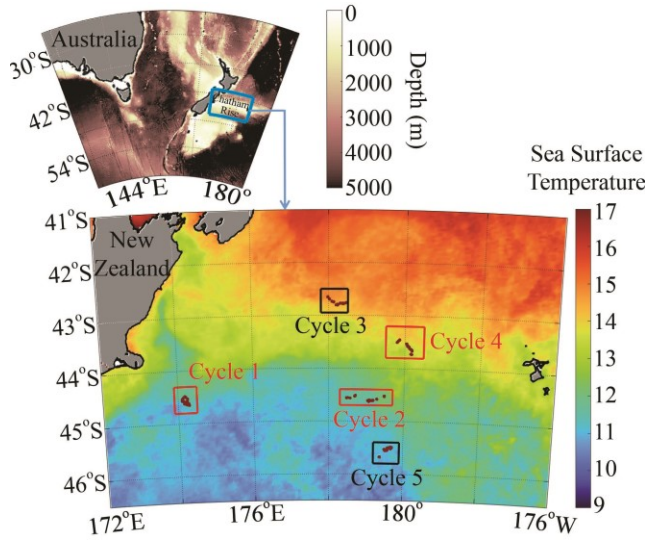 Australia
30°S
42°S
54°S
144°E
180°
Chatham
Rise
0
1000
2000
3000
4000
5000
Depth (m)
Sea Surface
Temperature
17
16
15
14
13
12
11
10
9
41°S
42°S
43°S
44°S
45°S
46°S
New
Zealand
Cycle 3
Cycle 4
Cycle 1
Cycle 2
Cycle 5
172°E
176°E
180°
176°W